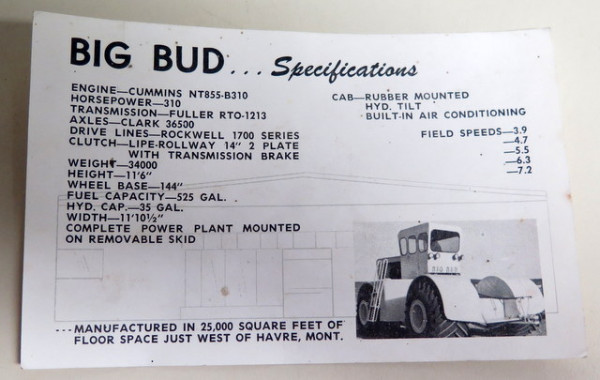 BIG BUD... Specifications
ENGINE—CUMMINS NT855-B310
HORSEPOWER—310
TRANSMISSION—FULLER RTO-1213
AXLES—CLARK 36500
DRIVE LINES—ROCKWELL 1700 SERIES
CLUTCH—LIPE-ROLLWAY 14" 2 PLATE
WITH TRANSMISSION BRAKE
WEIGHT—34000
HEIGHT—11'6"
WHEEL BASE—144"
FUEL CAPACITY—525 GAL.
HYD. CAP.—35 GAL.
WIDTH—11'10½"
COMPLETE POWER PLANT MOUNTED
ON REMOVABLE SKID
CAB—RUBBER MOUNTED
HYD. TILT
BUILT-IN AIR CONDITIONING
FIELD SPEEDS—3.9
—4.7
—5.5
—6.3
—7.2
BIG BUD
---MANUFACTURED IN 25,000 SQUARE FEET OF
FLOOR SPACE JUST WEST OF HAVRE, MONT.